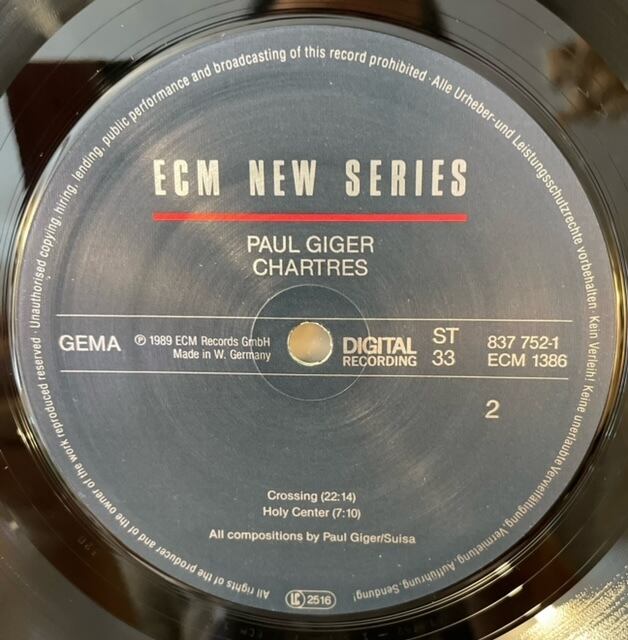 ECM NEW SERIES
PAUL GIGER
CHARTRES
GEMA
℗ 1989 ECM Records GmbH
Made in W. Germany
DIGITAL
RECORDING
ST
33
837 752-1
ECM 1386
2
Crossing (22:14)
Holy Center (7:10)
All compositions by Paul Giger/Suisa
LC 2516
All rights of the producer and of the owner of the work reproduced reserved · Unauthorised copying, hiring, lending, public performance and broadcasting of this record prohibited · Alle Urheber-und Leistungsschutzrechte vorbehalten · Kein Verleih! Keine unerlaubte Vervielfältigung, Vermietung, Aufführung, Sendung!